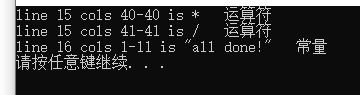 line 15 cols 40-40 is * 运算符
line 15 cols 41-41 is / 运算符
line 16 cols 1-11 is "all done!" 常量
请按任意键继续. . .